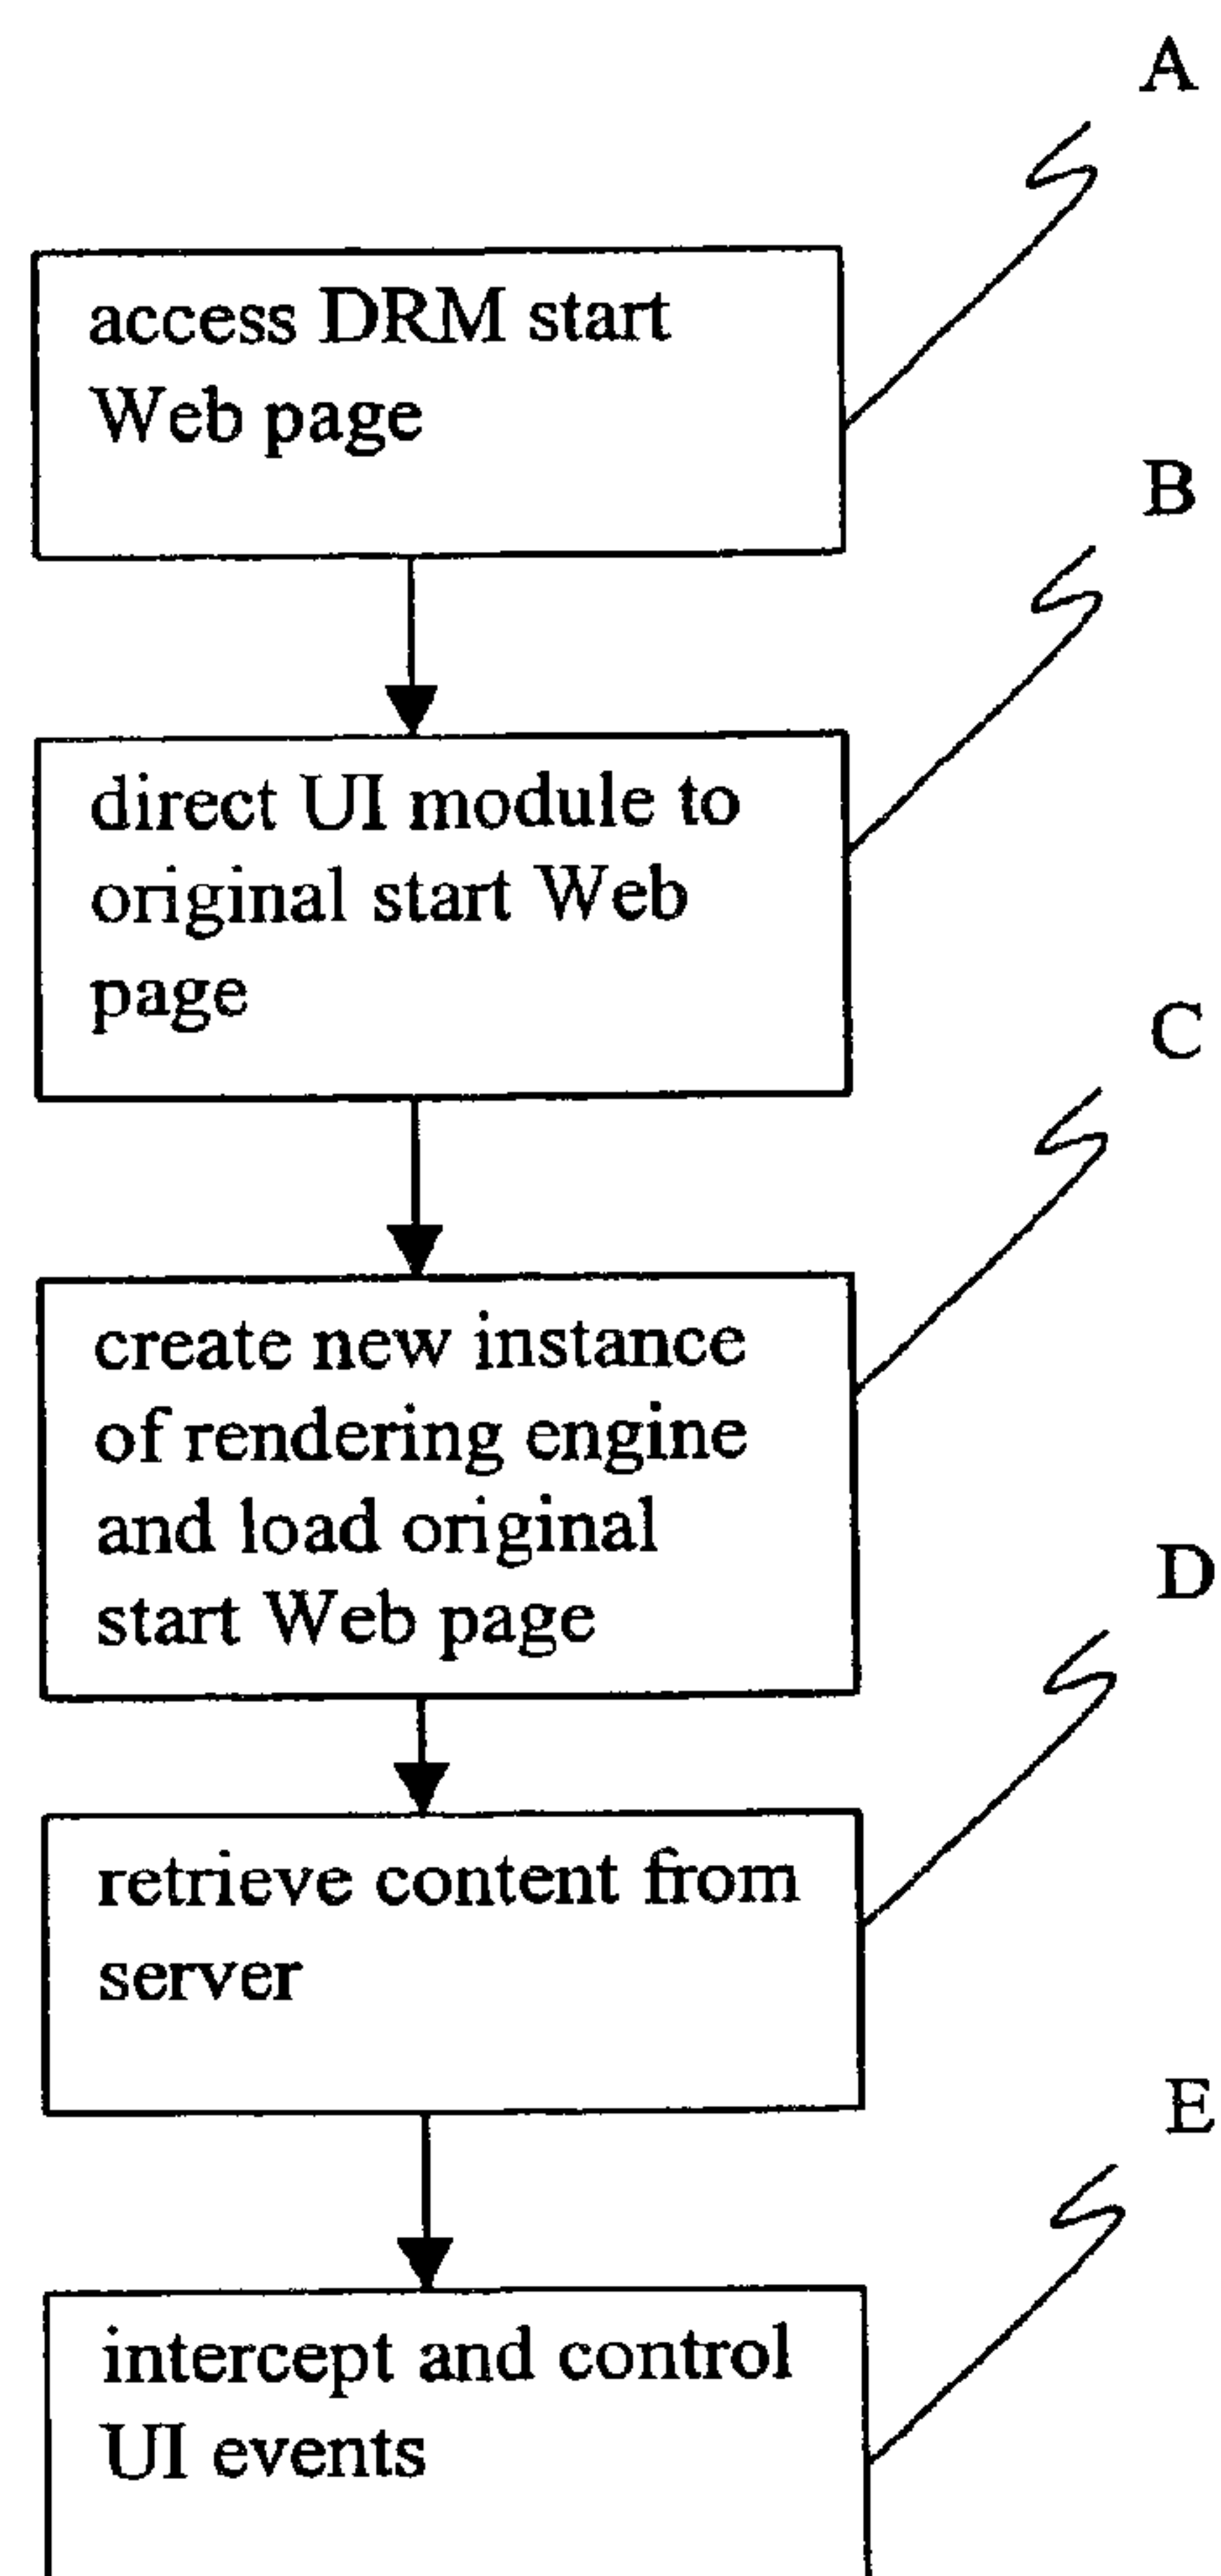 A
access DRM start
Web page
B
direct UI module to
original start Web
page
C
create new instance
of rendering engine
and load original
start Web page
D
retrieve content from
server
E
intercept and control
UI events